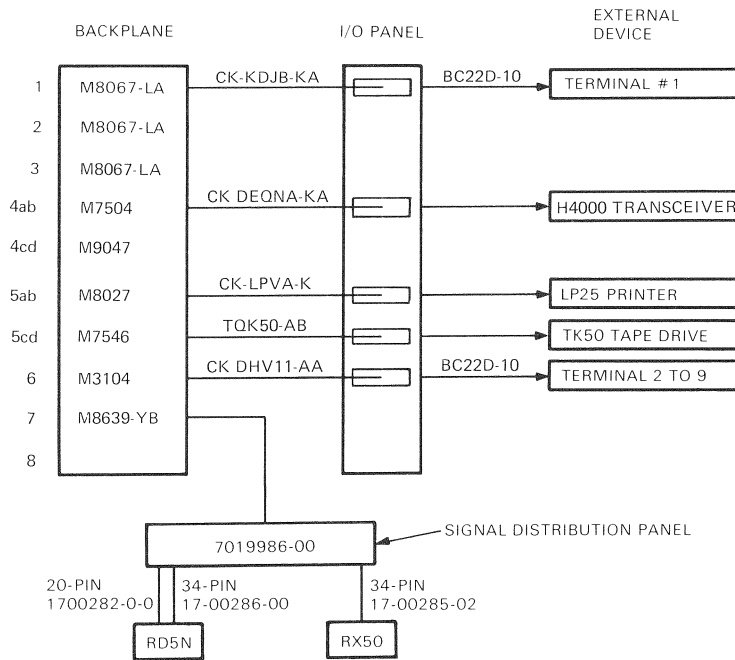 BACKPLANE
I/O PANEL
EXTERNAL
DEVICE
1 M8067-LA CK-KDJB-KA BC22D-10 TERMINAL #1
2 M8067-LA
3 M8067-LA
4ab M7504 CK DEQNA-KA H4000 TRANSCEIVER
4cd M9047
5ab M8027 CK-LPVA-K LP25 PRINTER
5cd M7546 TQK50-AB TK50 TAPE DRIVE
6 M3104 CK DHV11-AA BC22D-10 TERMINAL 2 TO 9
7 M8639-YB
8
SIGNAL DISTRIBUTION PANEL
7019986-00
20-PIN
1700282-0-0
34-PIN
17-00286-00
34-PIN
17-00285-02
RD5N
RX50